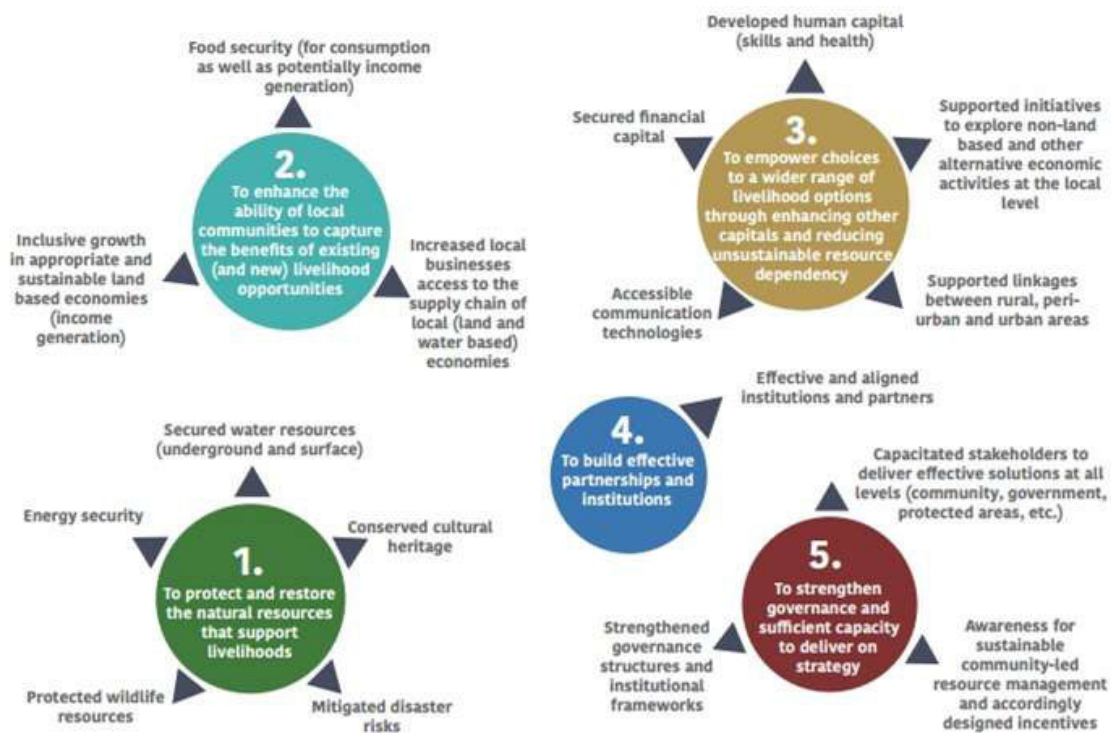 Food security (for consumption
as well as potentially income
generation)
2.
To enhance the
ability of local
communities to capture
the benefits of existing
(and new) livelihood
opportunities
Inclusive growth
in appropriate and
sustainable land
based economies
(income
generation)
Increased local
businesses
access to the
supply chain of
local (land and
water based)
economies
Developed human capital
(skills and health)
Secured financial
capital
3.
To empower choices
to a wider range of
livelihood options
through enhancing other
capitals and reducing
unsustainable resource
dependency
Supported initiatives
to explore non-land
based and other
alternative economic
activities at the local
level
Accessible
communication
technologies
Supported linkages
between rural, peri-
urban and urban areas
Secured water resources
(underground and surface)
Energy security
Conserved cultural
heritage
1.
To protect and restore
the natural resources
that support
livelihoods
Protected wildlife
resources
Mitigated disaster
risks
Effective and aligned
institutions and partners
4.
To build effective
partnerships and
institutions
Capacitated stakeholders to
deliver effective solutions at all
levels (community, government,
protected areas, etc.)
5.
To strengthen
governance and
sufficient capacity
to deliver on
strategy
Strengthened
governance
structures and
institutional
frameworks
Awareness for
sustainable
community-led
resource management
and accordingly
designed incentives